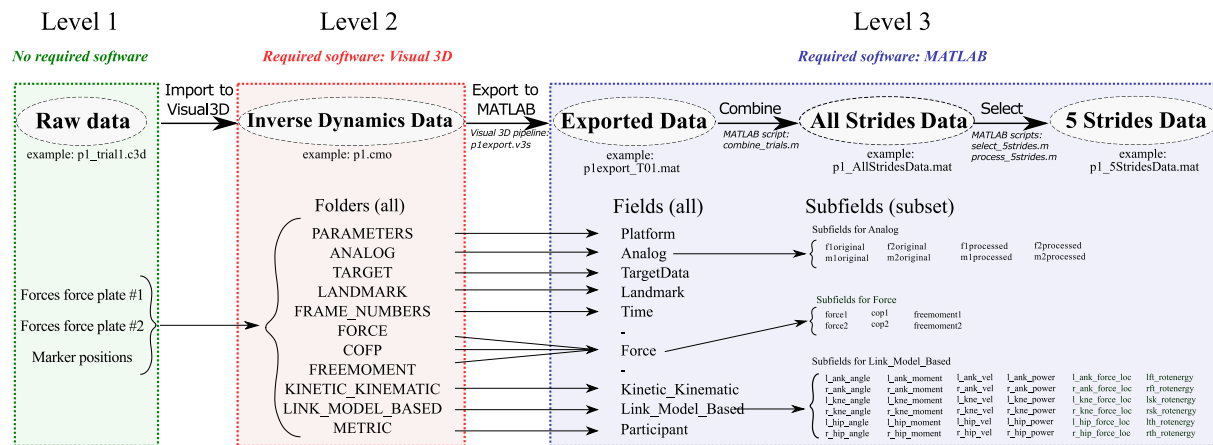 Level 1
Level 2
Level 3
No required software
Required software: Visual 3D
Required software: MATLAB
Import to
Visual3D
Export to
MATLAB
Visual 3D pipeline:
p1export.v3s
Raw data
example: p1_trial1.c3d
Inverse Dynamics Data
example: p1.cmo
Exported Data
example:
p1export_T01.mat
Combine
MATLAB script:
combine_trials.m
All Strides Data
example:
p1_AllStridesData.mat
Select
MATLAB scripts:
select_5strides.m
process_5strides.m
5 Strides Data
example:
p1_5StridesData.mat
Forces force plate #1
Forces force plate #2
Marker positions
Folders (all)
PARAMETERS
ANALOG
TARGET
LANDMARK
FRAME_NUMBERS
FORCE
COFP
FREEMOMENT
KINETIC_KINEMATIC
LINK_MODEL_BASED
METRIC
Fields (all)
Platform
Analog
TargetData
Landmark
Time
-
Force
-
Kinetic_Kinematic
Link_Model_Based
Participant
Subfields (subset)
Subfields for Analog
f1original f2original f1processed f2processed
m1original m2original m1processed m2processed
Subfields for Force
force1 cop1 freemoment1
force2 cop2 freemoment2
Subfields for Link_Model_Based
l_ank_angle l_ank_moment l_ank_vel l_ank_power l_ank_force_loc lft_rotenergy
r_ank_angle r_ank_moment r_ank_vel r_ank_power r_ank_force_loc rft_rotenergy
l_kne_angle l_kne_moment l_kne_vel l_kne_power l_kne_force_loc lsk_rotenergy
r_kne_angle r_kne_moment r_kne_vel r_kne_power r_kne_force_loc rsk_rotenergy
l_hip_angle l_hip_moment l_hip_vel l_hip_power l_hip_force_loc lth_rotenergy
r_hip_angle r_hip_moment r_hip_vel r_hip_power r_hip_force_loc rth_rotenergy